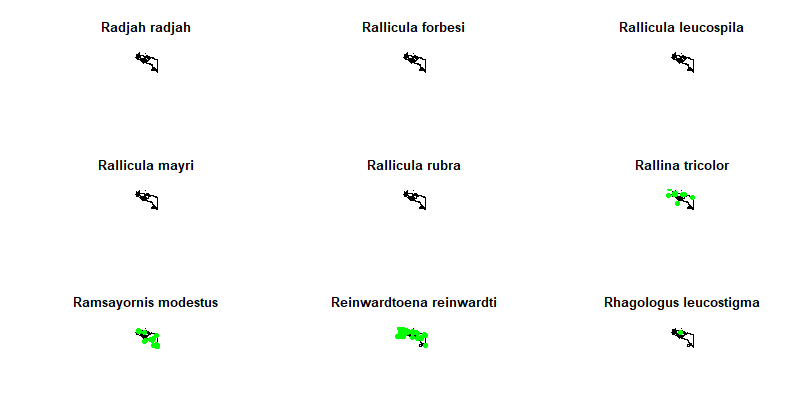 Radjah radjah
Rallicula forbesi
Rallicula leucospila
Rallicula mayri
Rallicula rubra
Rallina tricolor
Ramsayornis modestus
Reinwardtoena reinwardti
Rhagologus leucostigma